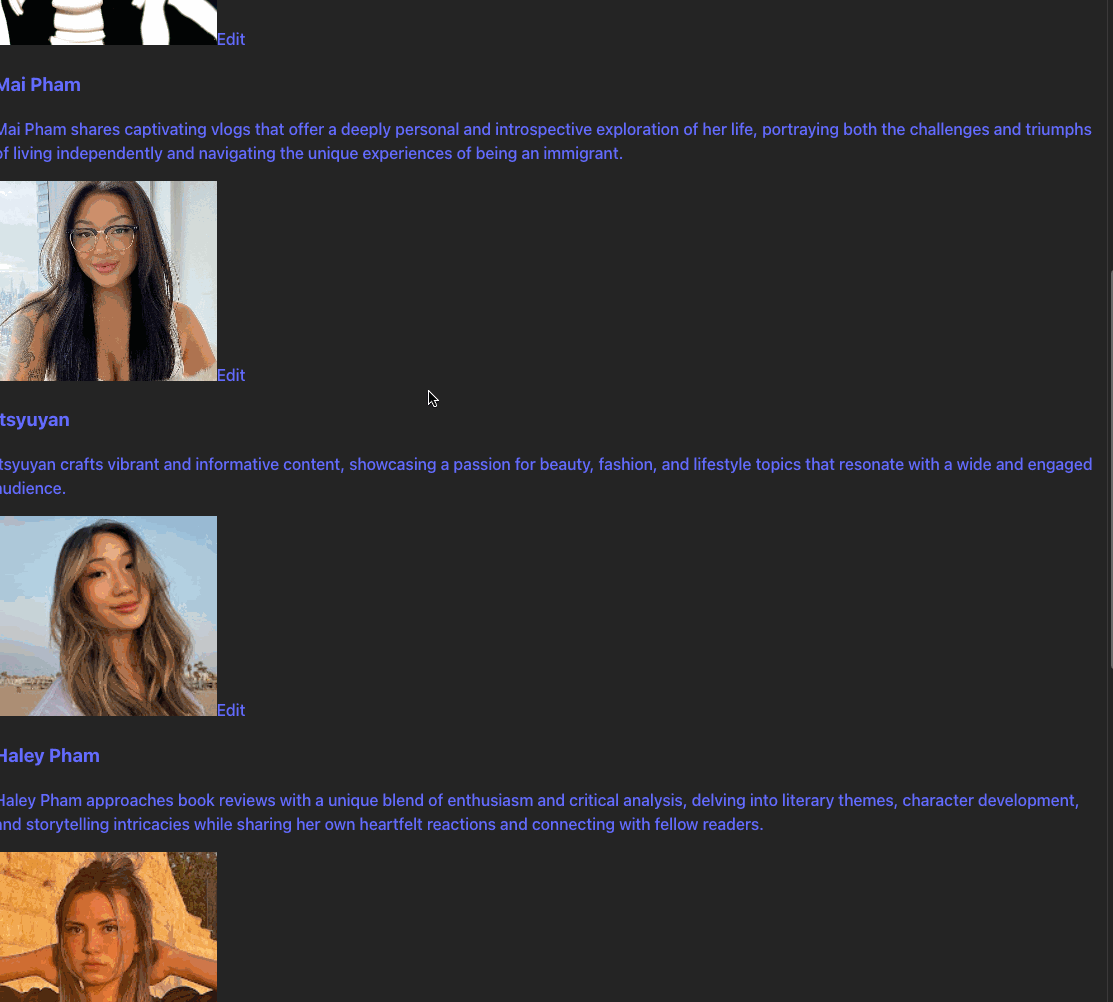 Edit
Mai Pham
Mai Pham shares captivating vlogs that offer a deeply personal and introspective exploration of her life, portraying both the challenges and triumphs
of living independently and navigating the unique experiences of being an immigrant.
Edit
tsyuyan
tsyuyan crafts vibrant and informative content, showcasing a passion for beauty, fashion, and lifestyle topics that resonate with a wide and engaged
audience.
Edit
Haley Pham
Haley Pham approaches book reviews with a unique blend of enthusiasm and critical analysis, delving into literary themes, character development,
and storytelling intricacies while sharing her own heartfelt reactions and connecting with fellow readers.